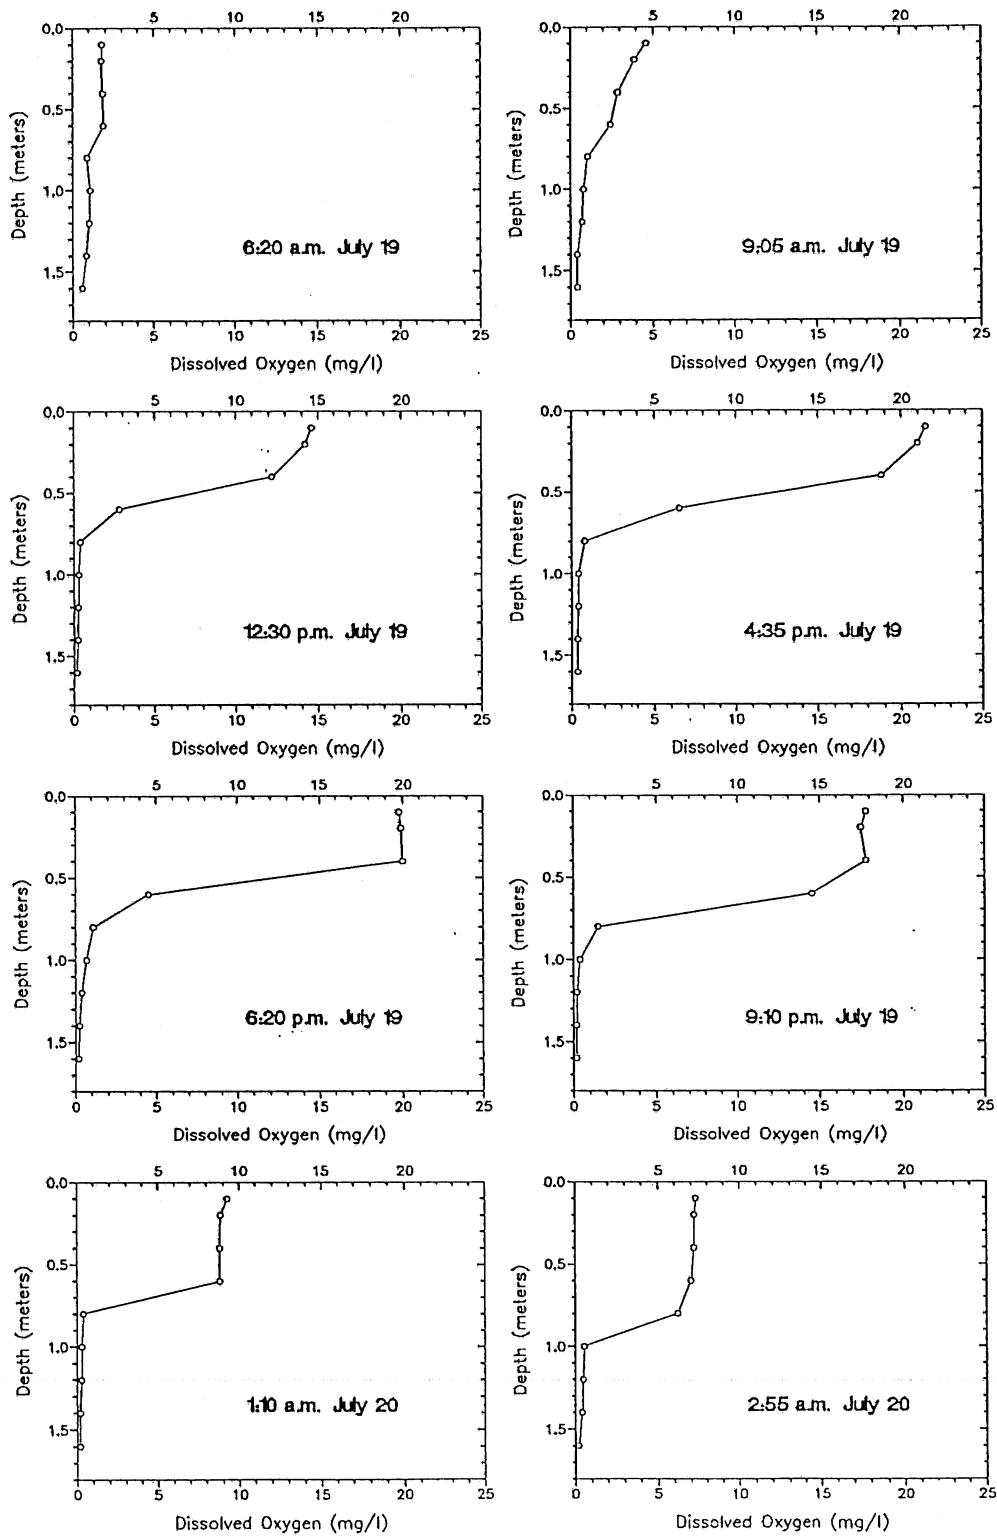 5 10 15 20
0.0
0.5
1.0
1.5
Depth (meters)
6:20 a.m. July 19
0 5 10 15 20 25
Dissolved Oxygen (mg/l)
5 10 15 20
0.0
0.5
1.0
1.5
Depth (meters)
9:05 a.m. July 19
0 5 10 15 20 25
Dissolved Oxygen (mg/l)
5 10 15 20
0.0
0.5
1.0
1.5
Depth (meters)
12:30 p.m. July 19
0 5 10 15 20 25
Dissolved Oxygen (mg/l)
5 10 15 20
0.0
0.5
1.0
1.5
Depth (meters)
4:35 p.m. July 19
0 5 10 15 20 25
Dissolved Oxygen (mg/l)
5 10 15 20
0.0
0.5
1.0
1.5
Depth (meters)
6:20 p.m. July 19
0 5 10 15 20 25
Dissolved Oxygen (mg/l)
5 10 15 20
0.0
0.5
1.0
1.5
Depth (meters)
9:10 p.m. July 19
0 5 10 15 20 25
Dissolved Oxygen (mg/l)
5 10 15 20
0.0
0.5
1.0
1.5
Depth (meters)
1:10 a.m. July 20
0 5 10 15 20 25
Dissolved Oxygen (mg/l)
5 10 15 20
0.0
0.5
1.0
1.5
Depth (meters)
2:55 a.m. July 20
0 5 10 15 20 25
Dissolved Oxygen (mg/l)